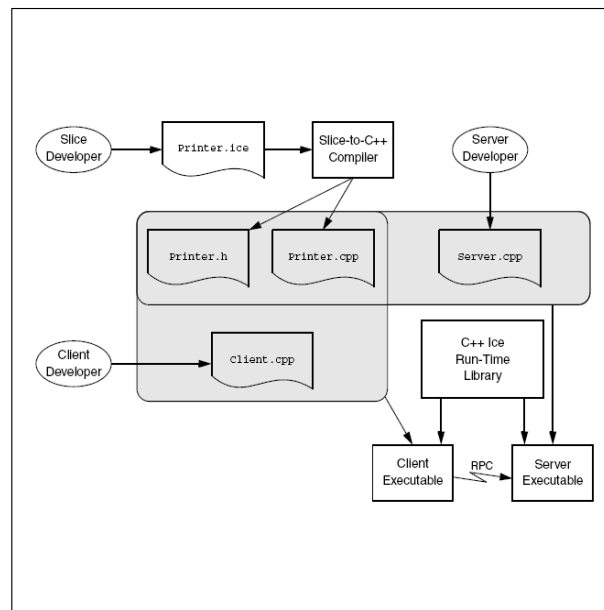 Slice
Developer
Printer.ice
Slice-to-C++
Compiler
Server
Developer
Printer.h
Printer.cpp
Server.cpp
Client
Developer
Client.cpp
C++ Ice
Run-Time
Library
Client
Executable
RPC
Server
Executable